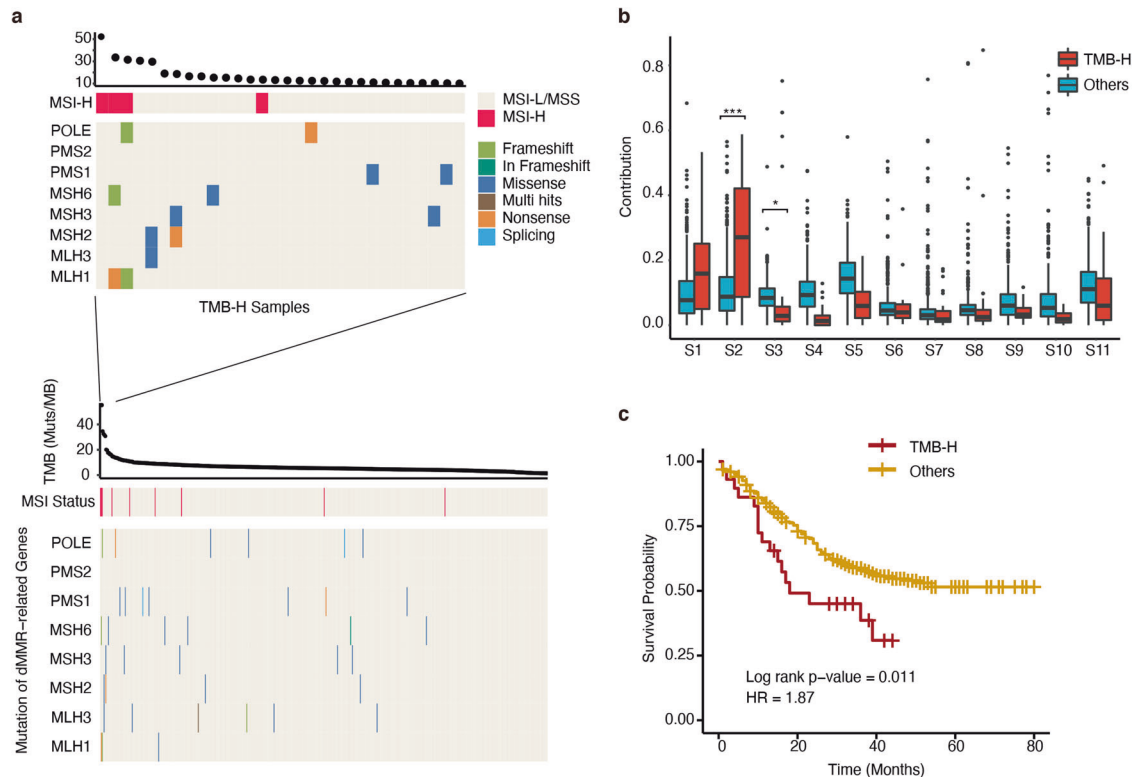 a
50
30
10
MSI-H
MSI-L/MSS
MSI-H
POLE
PMS2
PMS1
MSH6
MSH3
MSH2
MLH3
MLH1
Frameshift
In Frameshift
Missense
Multi hits
Nonsense
Splicing
TMB-H Samples
TMB (Muts/MB)
40
20
0
MSI Status
Mutation of dMMR-related Genes
POLE
PMS2
PMS1
MSH6
MSH3
MSH2
MLH3
MLH1
b
TMB-H
Others
Contribution
0.8
0.6
0.4
0.2
0.0
***
*
S1 S2 S3 S4 S5 S6 S7 S8 S9 S10 S11
c
TMB-H
Others
Survival Probability
1.00
0.75
0.50
0.25
0.00
Log rank p-value = 0.011
HR = 1.87
0 20 40 60 80
Time (Months)